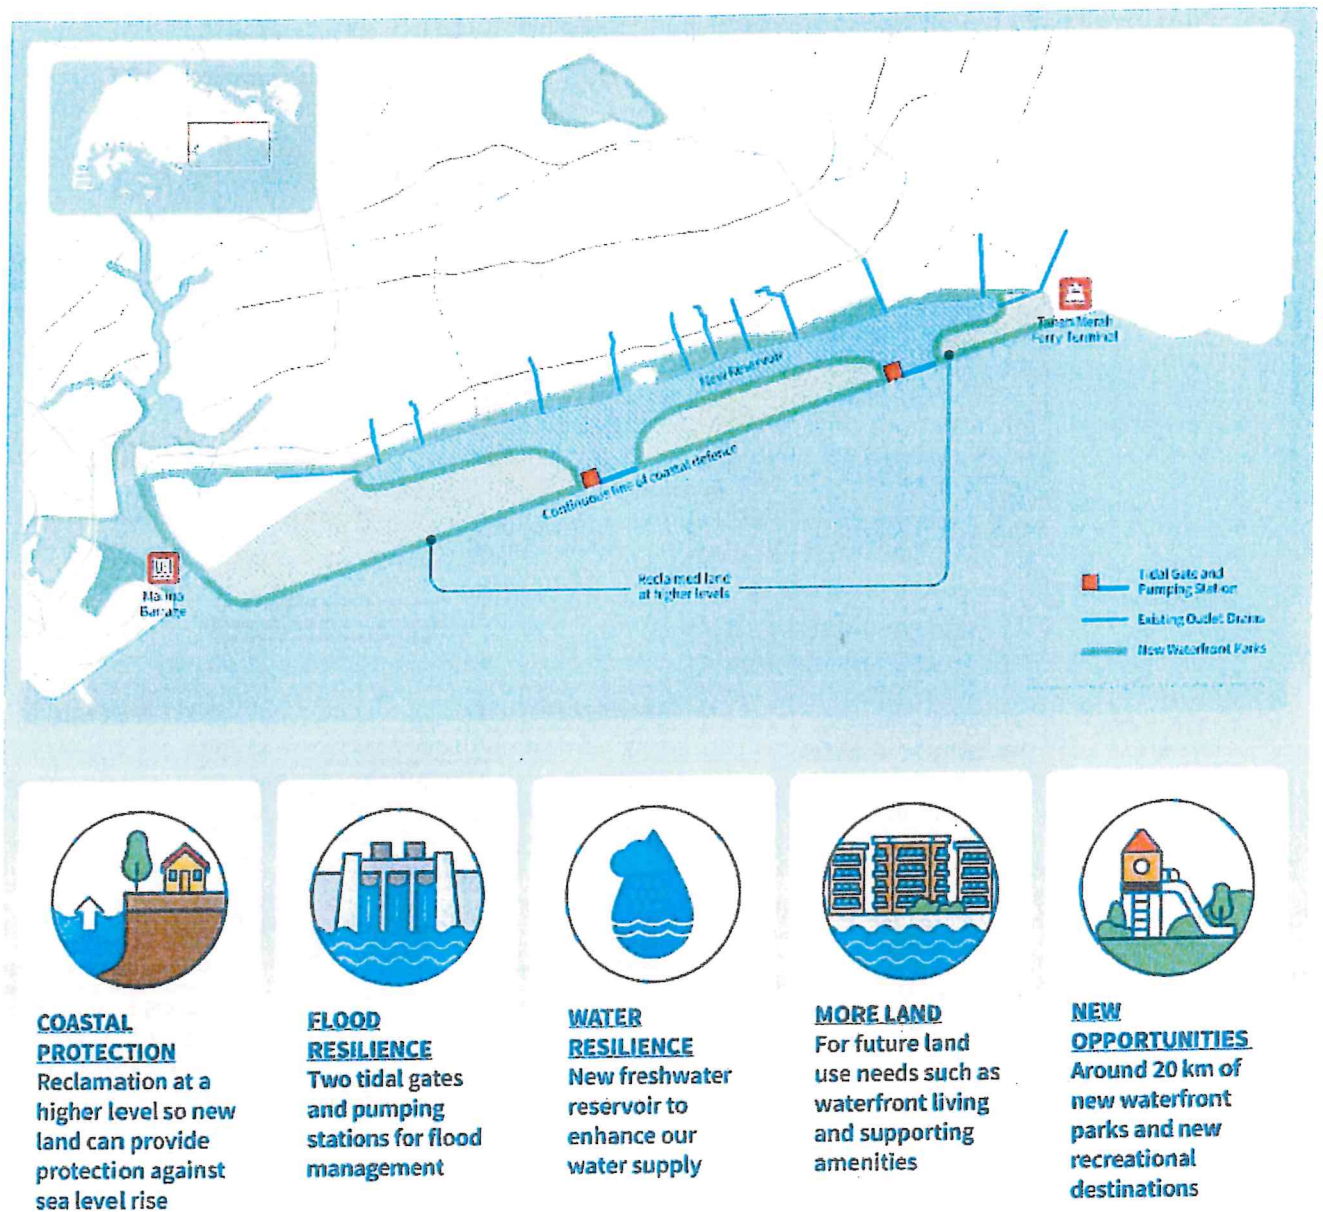 New Reservoir
Tanah Merah
Ferry Terminal
Continuous line of coastal defence
Marina
Barrage
Reclaimed land
at higher levels
Tidal Gate and
Pumping Station
Existing Outlet Drains
New Waterfront Parks
COASTAL
PROTECTION
Reclamation at a
higher level so new
land can provide
protection against
sea level rise
FLOOD
RESILIENCE
Two tidal gates
and pumping
stations for flood
management
WATER
RESILIENCE
New freshwater
reservoir to
enhance our
water supply
MORE LAND
For future land
use needs such as
waterfront living
and supporting
amenities
NEW
OPPORTUNITIES
Around 20 km of
new waterfront
parks and new
recreational
destinations